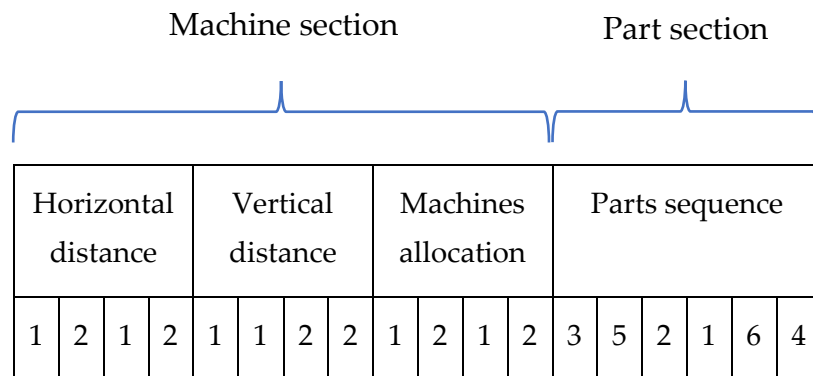 Machine section Part section
Horizontal Vertical Machines Parts sequence
distance distance allocation
1 2 1 2 1 1 2 2 1 2 1 2 3 5 2 1 6 4